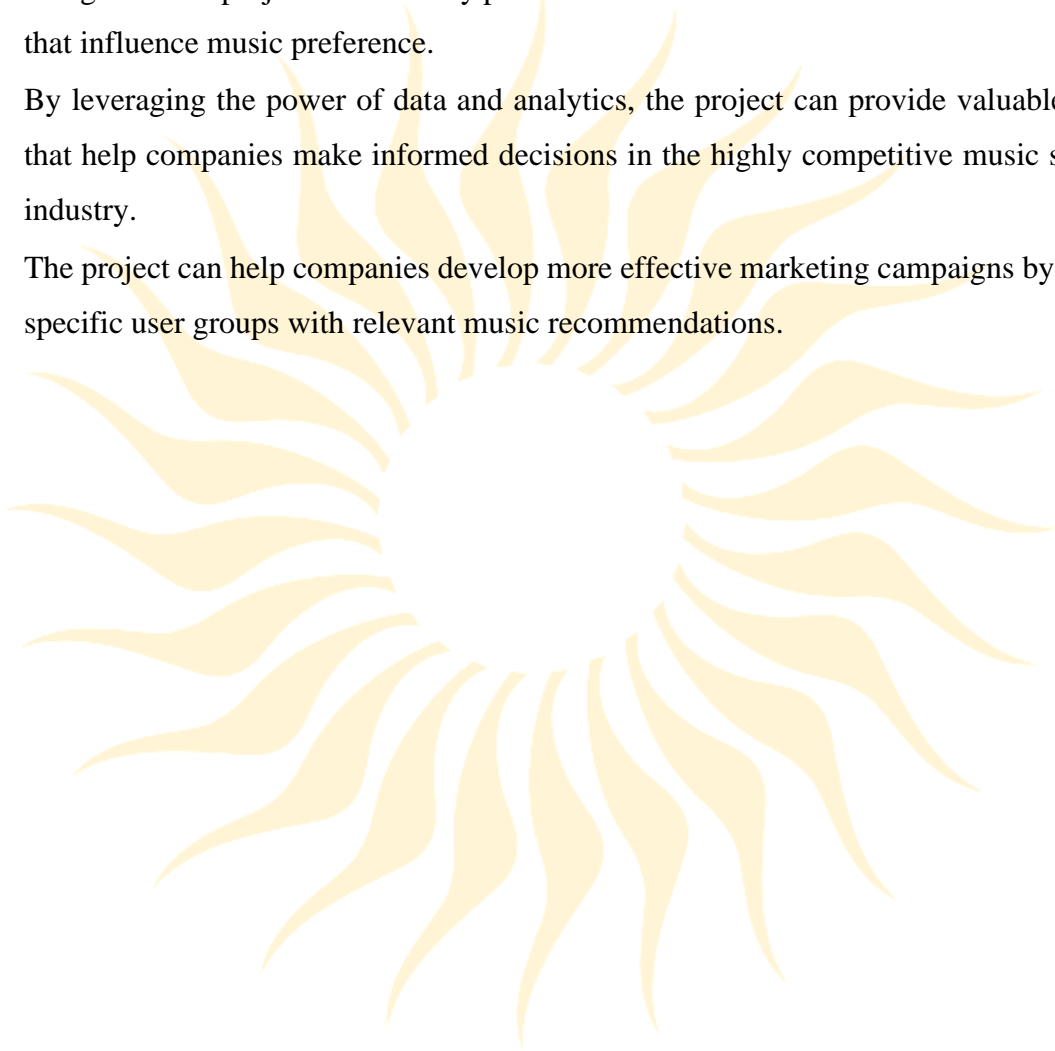 that influence music preference.
By leveraging the power of data and analytics, the project can provide valuable
that help companies make informed decisions in the highly competitive music
industry.
The project can help companies develop more effective marketing campaigns by
specific user groups with relevant music recommendations.